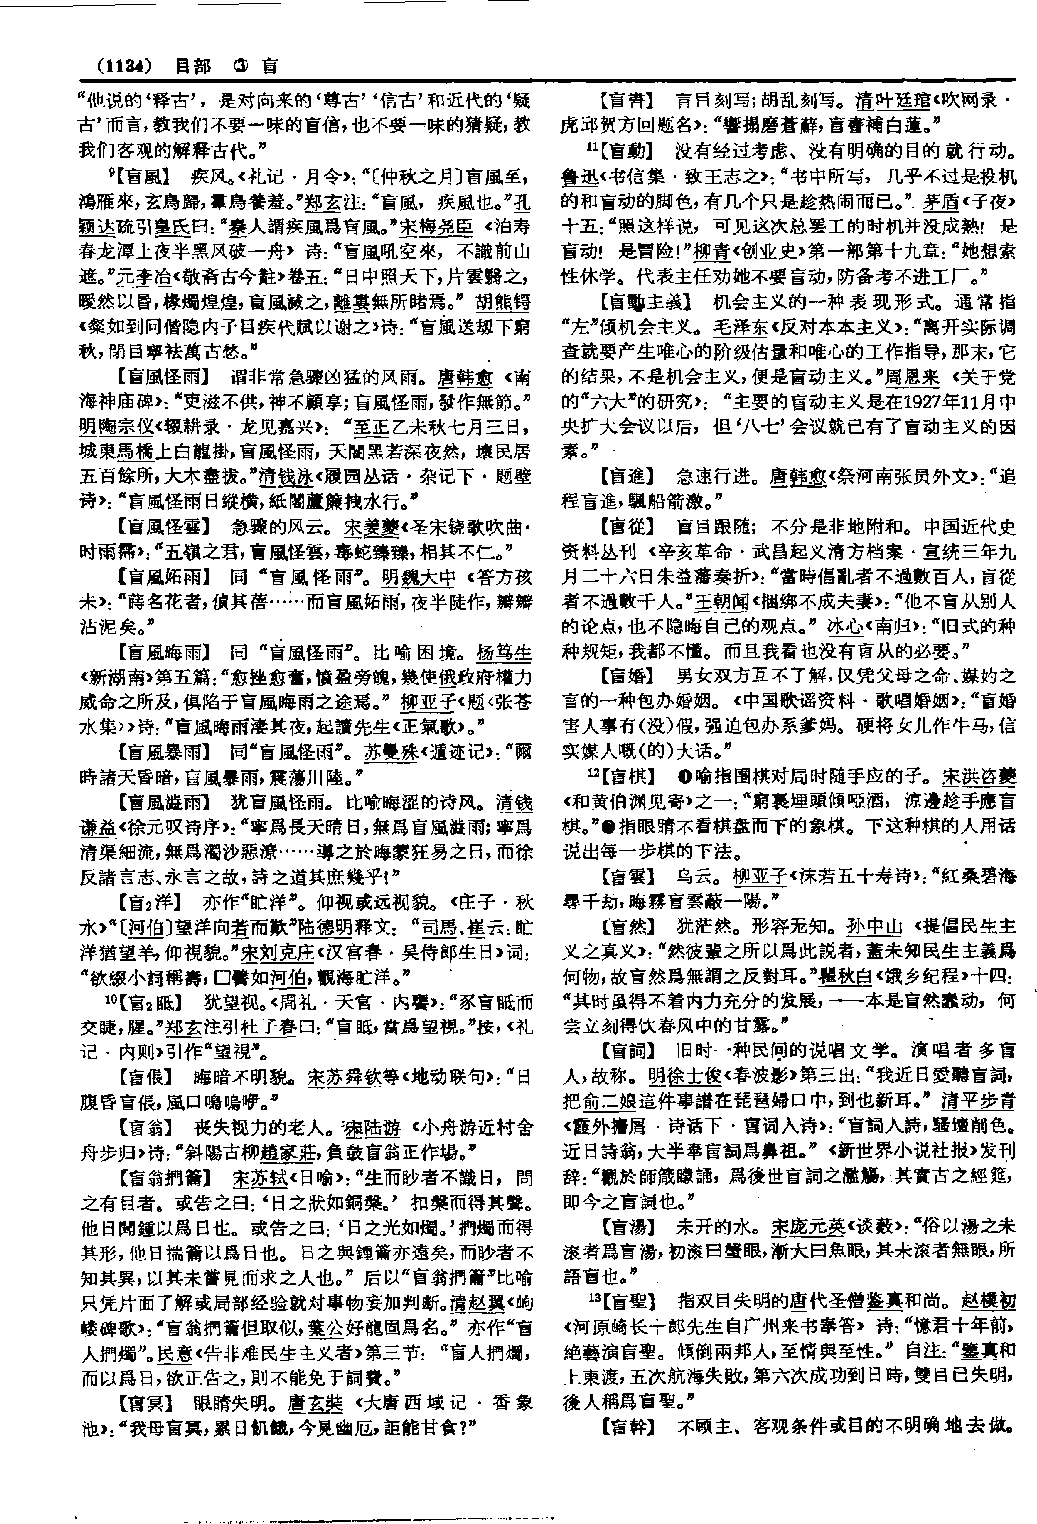 （1134） 目部 ③ 盲
“他说的‘释古’，是对向来的‘尊古’‘信古’和近代的‘疑
古’而言，教我们不要一味的盲信，也不要一味的猜疑，教
我们客观的解释古代。”
⁹【盲風】 疾风。《礼记·月令》：“〔仲秋之月〕盲風至，
鴻雁來，玄鳥歸，羣鳥養羞。”郑玄注：“盲風，疾風也。”孔
颖达疏引皇氏曰：“秦人謂疾風爲盲風。”宋梅尧臣《泊寿
春龙潭上夜半黑风破一舟》诗：“盲風吼空來，不識前山
遮。”元李冶《敬斋古今黈》卷五：“日中照天下，片雲翳之，
曖然以昏，椽燭煌煌，盲風滅之，離婁無所睹焉。”胡熊锷
《粲如到同偕隐内子目疾代赋以谢之》诗：“盲風送却下窮
秋，閉目寧袪萬古愁。”
【盲風怪雨】 谓非常急骤凶猛的风雨。唐韩愈《南
海神庙碑》：“吏滋不供，神不顧享；盲風怪雨，發作無節。”
明陶宗仪《辍耕录·龙见嘉兴》：“至正乙未秋七月三日，
城東馬橋上白龍掛，盲風怪雨，天闇黑若深夜然，壞民居
五百餘所，大木盡拔。”清钱泳《履园丛话·杂记下·题壁
诗》：“盲風怪雨日縱横，紙閣蘆簾拽水行。”
【盲風怪雲】 急骤的风云。宋姜夔《圣宋铙歌吹曲·
时雨霈》：“五嶺之君，盲風怪雲，毒蛇臻臻，相其不仁。”
【盲風妬雨】 同“盲風怪雨”。明魏大中《答方孩
未》：“蒔名花者，偵其蓓……而盲風妬雨，夜半陡作，瓣瓣
沾泥矣。”
【盲風晦雨】 同“盲風怪雨”。比喻困境。杨笃生
《新湖南》第五篇：“愈挫愈奮，憤盈旁魄，幾使俄政府權力
威命之所及，俱陷于盲風晦雨之途焉。”柳亚子《题〈张苍
水集〉》诗：“盲風晦雨淒其夜，起讀先生《正氣歌》。”
【盲風暴雨】 同“盲風怪雨”。苏曼殊《遁迹记》：“爾
時諸天昏暗，盲風暴雨，震蕩川陸。”
【盲風澁雨】 犹盲風怪雨。比喻晦涩的诗风。清钱
谦益《徐元叹诗序》：“寧爲長天晴日，無爲盲風澁雨；寧爲
清渠細流，無爲濁沙惡潦……導之於晦蒙狂易之日，而徐
反諸言志、永言之故，詩之道其庶幾乎！”
【盲₂洋】 亦作“盳洋”。仰视或远视貌。《庄子·秋
水》“〔河伯〕望洋向若而歎”陆德明释文：“司馬、崔云：盳
洋猶望羊，仰視貌。”宋刘克庄《汉宫春·吴侍郎生日》词：
“欲綴小詞稱壽，囗譬如河伯，觀海盳洋。”
¹⁰【盲₂眡】 犹望视。《周礼·天官·内饔》：“豕盲眡而
交睫，腥。”郑玄注引杜子春曰：“盲眡，當爲望視。”按，《礼
记·内则》引作“望視”。
【盲倀】 晦暗不明貌。宋苏舜钦等《地动联句》：“日
腹昏盲倀，風口嗚嗚咿。”
【盲翁】 丧失视力的老人。宋陆游《小舟游近村舍
舟步归》诗：“斜陽古柳趙家莊，負鼓盲翁正作場。”
【盲翁捫籥】 宋苏轼《日喻》：“生而眇者不識日，問
之有目者。或告之曰：‘日之狀如銅槃。’扣槃而得其聲。
他日聞鍾以爲日也。或告之曰：‘日之光如燭。’捫燭而得
其形，他日揣籥以爲日也。日之與鍾籥亦遠矣，而眇者不
知其異，以其未嘗見而求之人也。”后以“盲翁捫籥”比喻
只凭片面了解或局部经验就对事物妄加判断。清赵翼《岣
嵝碑歌》：“盲翁捫籥但取似，葉公好龍固爲名。”亦作“盲
人捫燭”。民意《告非难民生主义者》第三节：“盲人捫燭，
而以爲日，欲正告之，則不能免于詞費。”
【盲冥】 眼睛失明。唐玄奘《大唐西域记·香象
池》：“我母盲冥，累日飢餓，今見幽厄，詎能甘食？”
【盲書】 盲目刻写；胡乱刻写。清叶廷琯《吹网录·
虎邱贺方回题名》：“響搨磨蒼蘚，盲書補白蓮。”
¹¹【盲動】 没有经过考虑、没有明确的目的就行动。
鲁迅《书信集·致王志之》：“书中所写，几乎不过是投机
的和盲动的脚色，有几个只是趁热闹而已。”茅盾《子夜》
十五：“照这样说，可见这次总罢工的时机并没成熟！是
盲动！是冒险！”柳青《创业史》第一部第十九章：“她想索
性休学。代表主任劝她不要盲动，防备考不进工厂。”
【盲動主義】 机会主义的一种表现形式。通常指
“左”倾机会主义。毛泽东《反对本本主义》：“离开实际调
查就要产生唯心的阶级估量和唯心的工作指导，那末，它
的结果，不是机会主义，便是盲动主义。”周恩来《关于党
的“六大”的研究》：“主要的盲动主义是在1927年11月中
央扩大会议以后，但‘八七’会议就已有了盲动主义的因
素。”
【盲進】 急速行进。唐韩愈《祭河南张员外文》：“追
程盲進，颿船箭激。”
【盲從】 盲目跟随；不分是非地附和。中国近代史
资料丛刊《辛亥革命·武昌起义清方档案·宣统三年九
月二十六日朱益藩奏折》：“當時倡亂者不過數百人，盲從
者不過數千人。”王朝闻《捆绑不成夫妻》：“他不盲从别人
的论点，也不隐晦自己的观点。”冰心《南归》：“旧式的种
种规矩，我都不懂。而且我看也没有盲从的必要。”
【盲婚】 男女双方互不了解，仅凭父母之命、媒妁之
言的一种包办婚姻。《中国歌谣资料·歌唱婚姻》：“盲婚
害人事有（没）假，强迫包办系爹妈。硬将女儿作牛马，信
实媒人嘅（的）大话。”
¹²【盲棋】 ❶喻指围棋对局时随手应的子。宋洪咨夔
《和黄伯渊见寄》之一：“窮裏埋頭傾啞酒，涼邊趁手應盲
棋。”❷指眼睛不看棋盘而下的象棋。下这种棋的人用话
说出每一步棋的下法。
【盲雲】 乌云。柳亚子《沫若五十寿诗》：“紅桑碧海
尋千劫，晦霧盲雲蔽一陽。”
【盲然】 犹茫然。形容无知。孙中山《提倡民生主
义之真义》：“然彼輩之所以爲此説者，蓋未知民生主義爲
何物，故盲然爲無謂之反對耳。”瞿秋白《饿乡纪程》十四：
“其时虽得不着内力充分的发展，——本是盲然蠢动，何
尝立刻得饮春风中的甘露。”
【盲詞】 旧时一种民间的说唱文学。演唱者多盲
人，故称。明徐士俊《春波影》第三出：“我近日愛聽盲詞，
把俞二娘這件事譜在琵琶婦口中，到也新耳。”清平步青
《霞外攟屑·诗话下·盲词入诗》：“盲詞入詩，騷壇削色。
近日詩翁，大半奉盲詞爲鼻祖。”《新世界小说社报》发刊
辞：“觀於師箴矇誦，爲後世盲詞之濫觴，其實古之經筵，
即今之盲詞也。”
【盲湯】 未开的水。宋庞元英《谈薮》：“俗以湯之未
滚者爲盲湯，初滚曰蟹眼，漸大曰魚眼，其未滚者無眼，所
語盲也。”
¹³【盲聖】 指双目失明的唐代圣僧鉴真和尚。赵樸初
《河原崎长十郎先生自广州来书奉答》诗：“憶君十年前，
絶藝演盲聖。傾倒兩邦人，至情與至性。”自注：“鑒真和
上東渡，五次航海失敗，第六次成功到日時，雙目已失明，
後人稱爲盲聖。”
【盲幹】 不顾主、客观条件或目的不明确地去做。